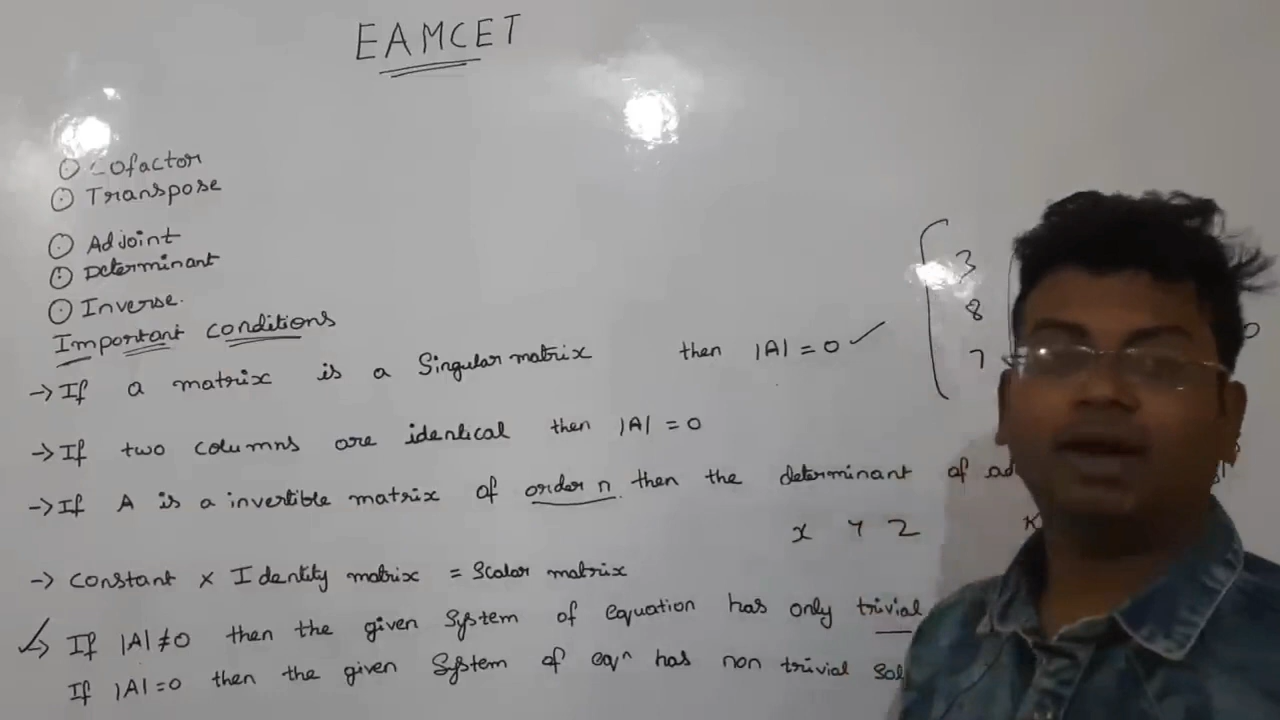 EAMCET
Cofactor
Transpose
Adjoint
Determinant
Inverse.
Important conditions
→ If a matrix is a Singular matrix then |A| = 0 ✓
→ If two columns are identical then |A| = 0
→ If A is a invertible matrix of order n. then the determinant of
→ Constant × Identity matrix = Scalar matrix
→ If |A| ≠ 0 then the given System of equation has only trivial
If |A| = 0 then the given System of eqn has non trivial Sol
3
8
7
0
x y z